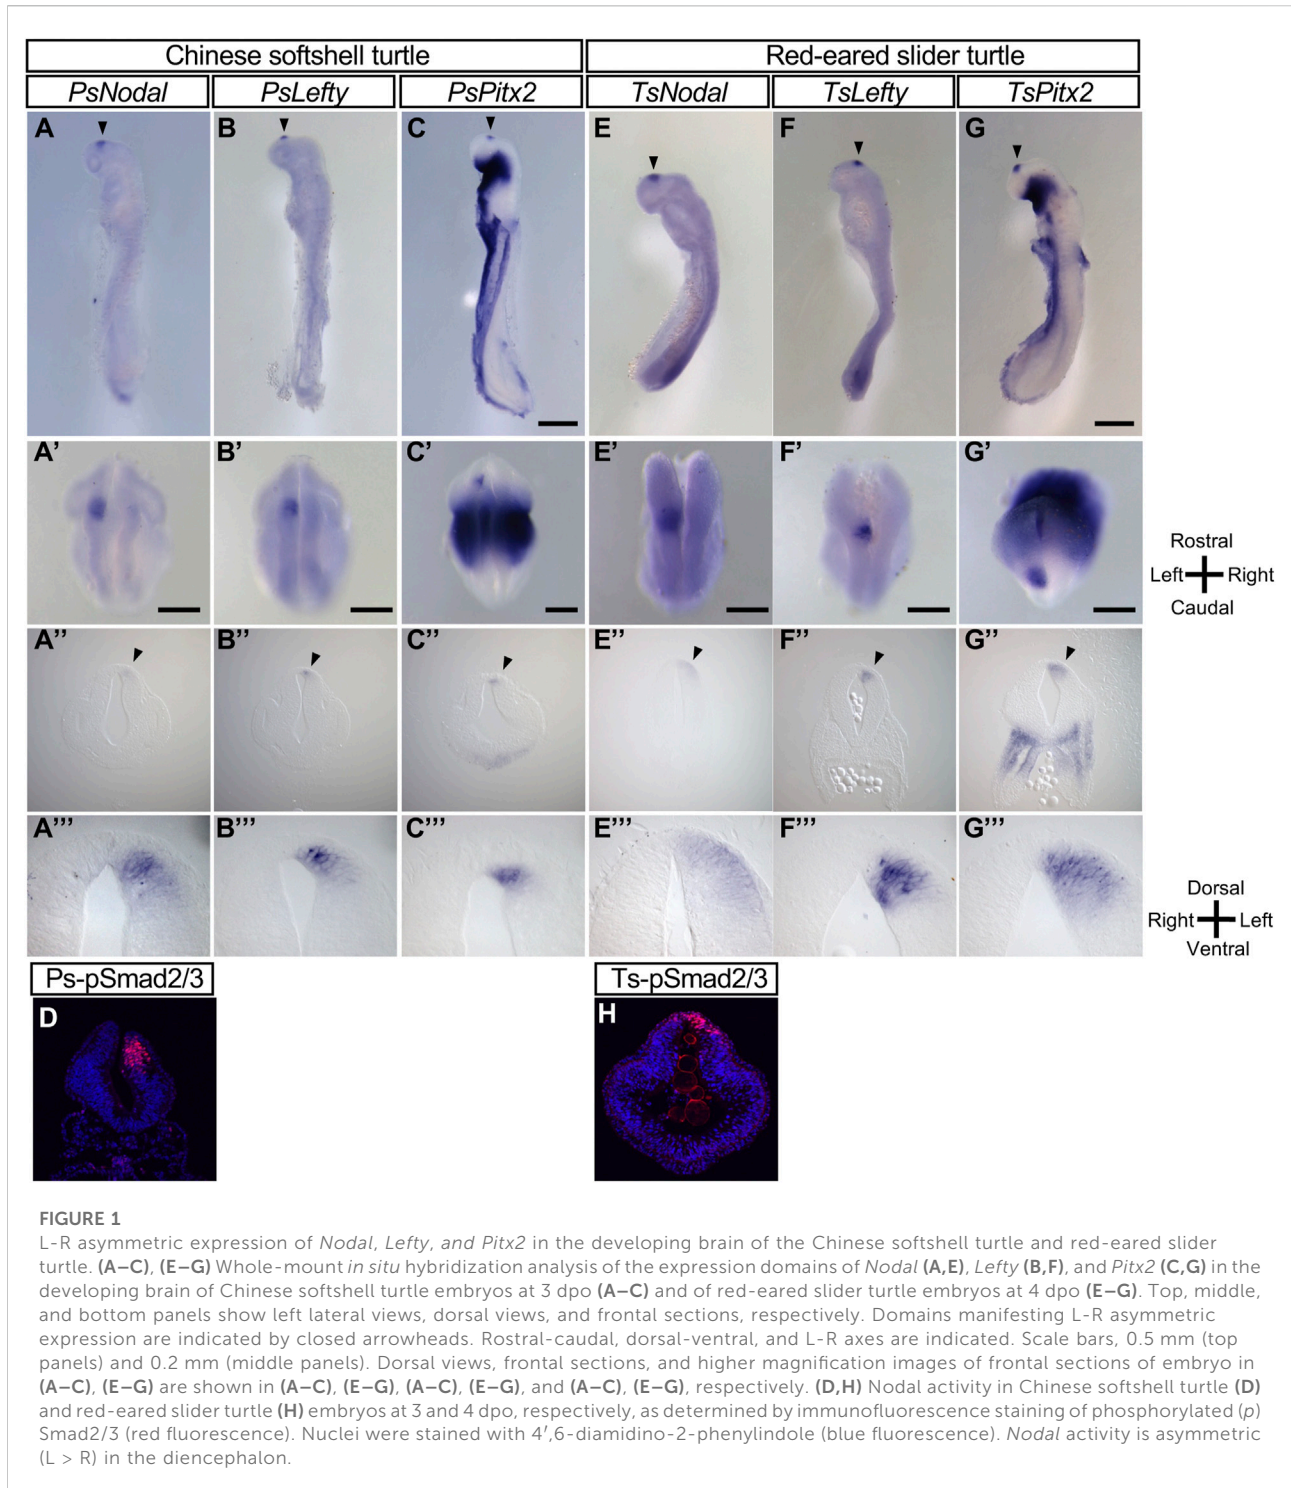 Chinese softshell turtle Red-eared slider turtle
PsNodal PsLefty PsPitx2 TsNodal TsLefty TsPitx2
A B C E F G
A' B' C' E' F' G'
Rostral
Left Right
Caudal
A'' B'' C'' E'' F'' G''
A''' B''' C''' E''' F''' G'''
Dorsal
Right Left
Ventral
Ps-pSmad2/3 Ts-pSmad2/3
D H
FIGURE 1
L-R asymmetric expression of Nodal, Lefty, and Pitx2 in the developing brain of the Chinese softshell turtle and red-eared slider
turtle. (A–C), (E–G) Whole-mount in situ hybridization analysis of the expression domains of Nodal (A,E), Lefty (B,F), and Pitx2 (C,G) in the
developing brain of Chinese softshell turtle embryos at 3 dpo (A–C) and of red-eared slider turtle embryos at 4 dpo (E–G). Top, middle,
and bottom panels show left lateral views, dorsal views, and frontal sections, respectively. Domains manifesting L-R asymmetric
expression are indicated by closed arrowheads. Rostral-caudal, dorsal-ventral, and L-R axes are indicated. Scale bars, 0.5 mm (top
panels) and 0.2 mm (middle panels). Dorsal views, frontal sections, and higher magnification images of frontal sections of embryo in
(A–C), (E–G) are shown in (A–C), (E–G), (A–C), (E–G), and (A–C), (E–G), respectively. (D,H) Nodal activity in Chinese softshell turtle (D)
and red-eared slider turtle (H) embryos at 3 and 4 dpo, respectively, as determined by immunofluorescence staining of phosphorylated (p)
Smad2/3 (red fluorescence). Nuclei were stained with 4′,6-diamidino-2-phenylindole (blue fluorescence). Nodal activity is asymmetric
(L > R) in the diencephalon.